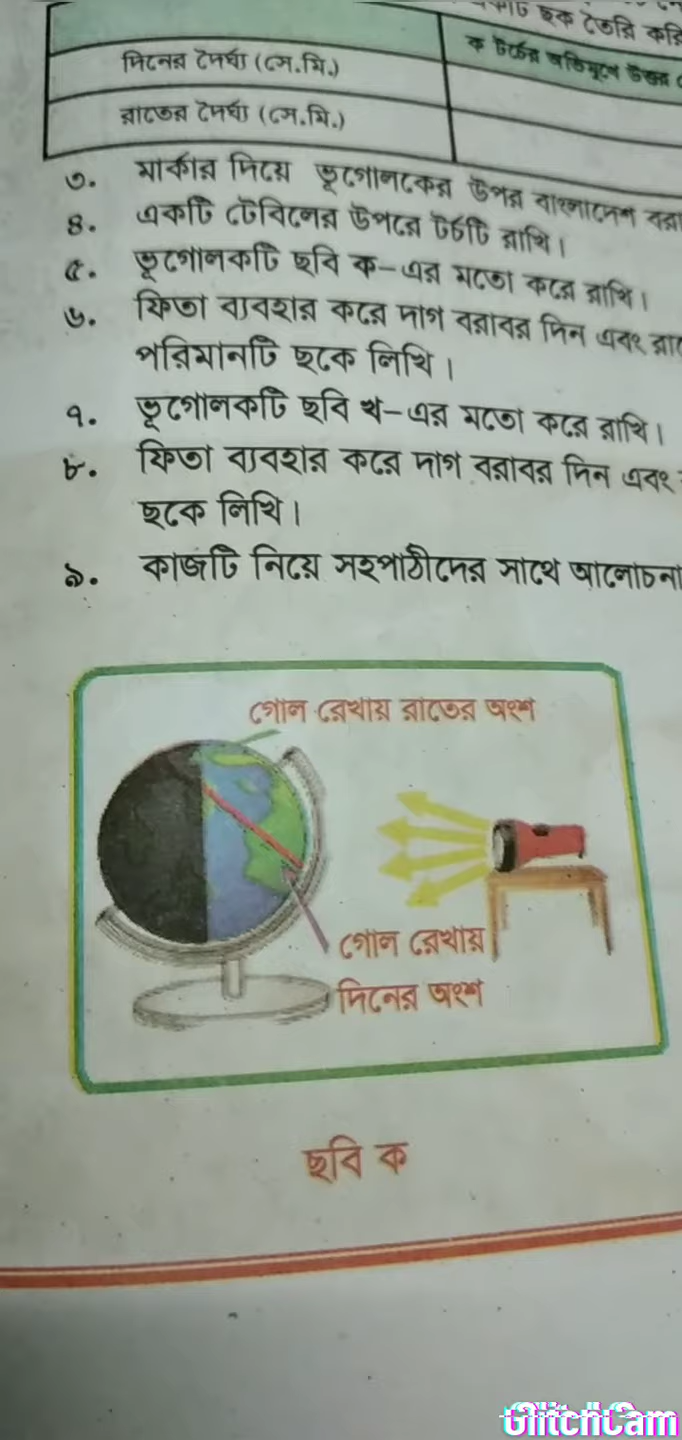 ছক তৈরি করি
ক টর্চের অভিমুখে উত্তর
দিনের দৈর্ঘ্য (সে.মি.)
রাতের দৈর্ঘ্য (সে.মি.)
৩. মার্কার দিয়ে ভূগোলকের উপর বাংলাদেশ বরা
৪. একটি টেবিলের উপরে টর্চটি রাখি।
৫. ভূগোলকটি ছবি ক-এর মতো করে রাখি।
৬. ফিতা ব্যবহার করে দাগ বরাবর দিন এবং রাতে
পরিমানটি ছকে লিখি।
৭. ভূগোলকটি ছবি খ-এর মতো করে রাখি।
৮. ফিতা ব্যবহার করে দাগ বরাবর দিন এবং
ছকে লিখি।
৯. কাজটি নিয়ে সহপাঠীদের সাথে আলোচনা
গোল রেখায় রাতের অংশ
গোল রেখায়
দিনের অংশ
ছবি ক
GlitchCam